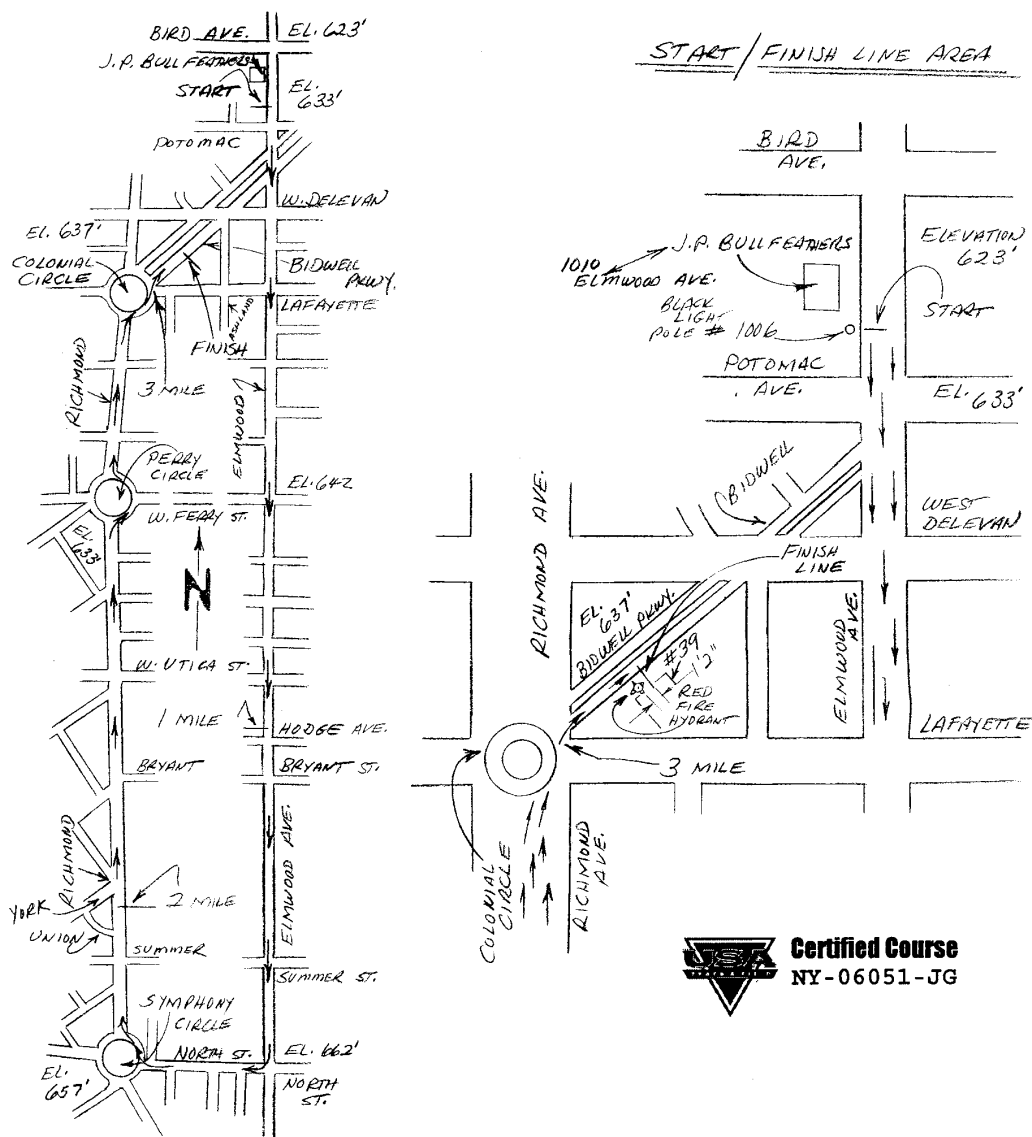 BIRD AVE.
EL. 623'
J.P. BULLFEATHERS
START
EL. 633'
POTOMAC
W. DELEVAN
EL. 637'
COLONIAL CIRCLE
BIDWELL PKWY.
LAFAYETTE
ASHLAND
FINISH
3 MILE
RICHMOND
ELMWOOD
FERRY CIRCLE
EL. 642
W. FERRY ST.
EL. 633'
N
W. UTICA ST.
1 MILE
HODGE AVE.
BRYANT
BRYANT ST.
RICHMOND
ELMWOOD AVE.
YORK
2 MILE
UNION
SUMMER
SUMMER ST.
SYMPHONY CIRCLE
NORTH ST.
EL. 662'
EL. 657'
NORTH ST.
START / FINISH LINE AREA
BIRD AVE.
J.P. BULLFEATHERS
1010 ELMWOOD AVE.
ELEVATION 623'
BLACK LIGHT POLE # 1006
START
POTOMAC AVE.
EL. 633'
BIDWELL
WEST DELEVAN
RICHMOND AVE.
FINISH LINE
EL. 637'
BIDWELL PKWY.
#39
1'2"
RED FIRE HYDRANT
ELMWOOD AVE.
LAFAYETTE
3 MILE
COLONIAL CIRCLE
RICHMOND AVE.
USA
Certified Course
NY-06051-JG